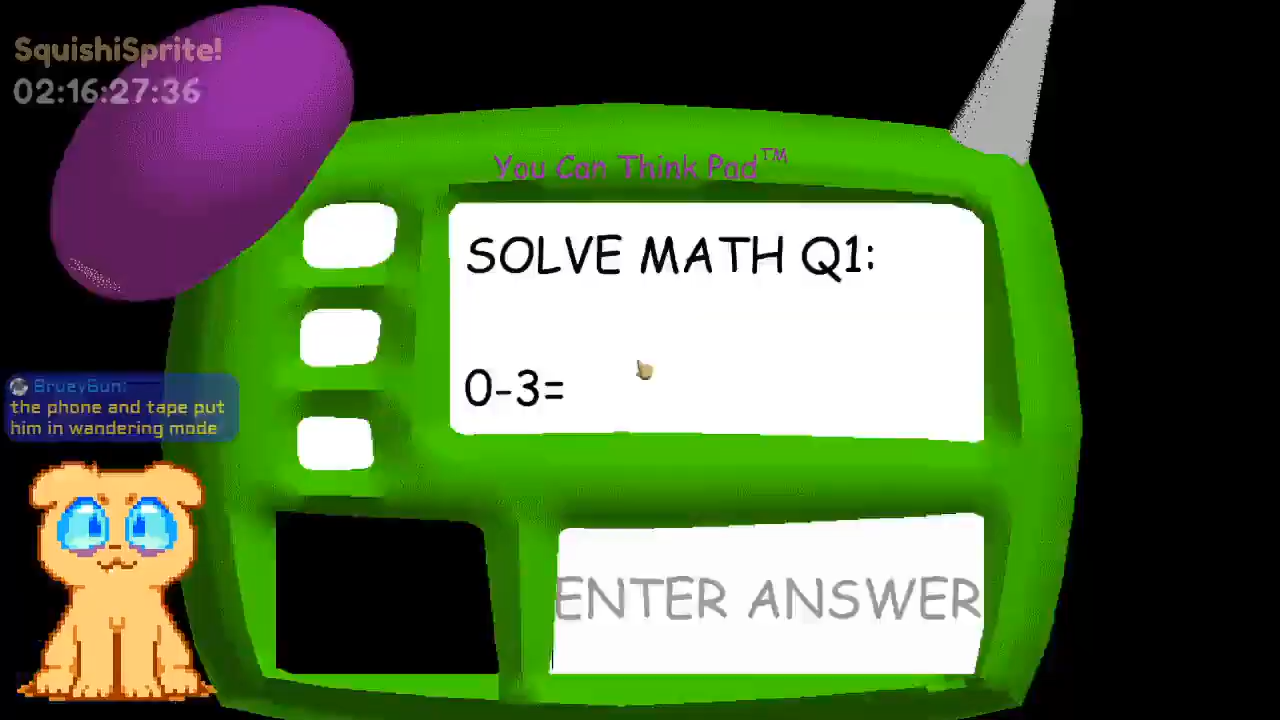 SquishiSprite!
02:16:27:36
You Can Think Pad™
SOLVE MATH Q1:
0-3=
BrueyGun:
the phone and tape put
him in wandering mode
ENTER ANSWER